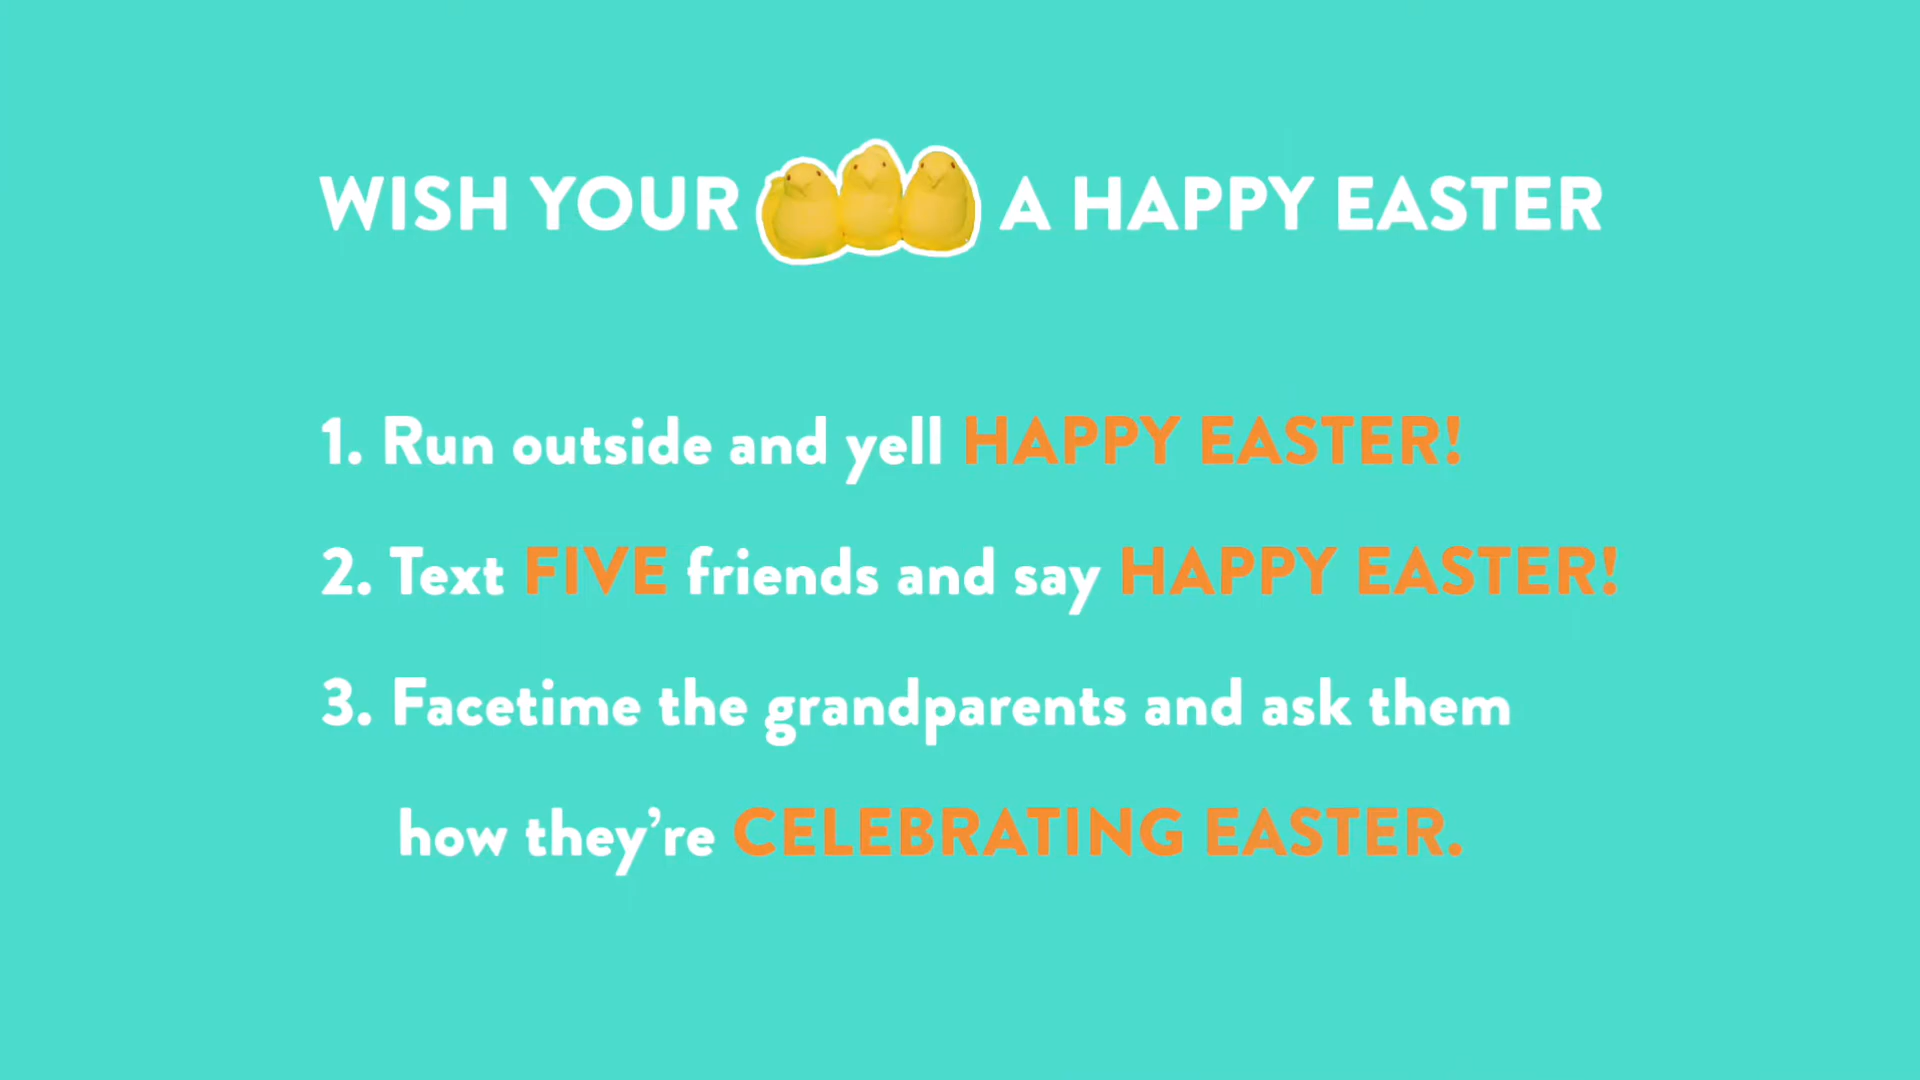 WISH YOUR A HAPPY EASTER
1. Run outside and yell HAPPY EASTER!
2. Text FIVE friends and say HAPPY EASTER!
3. Facetime the grandparents and ask them
how they’re CELEBRATING EASTER.